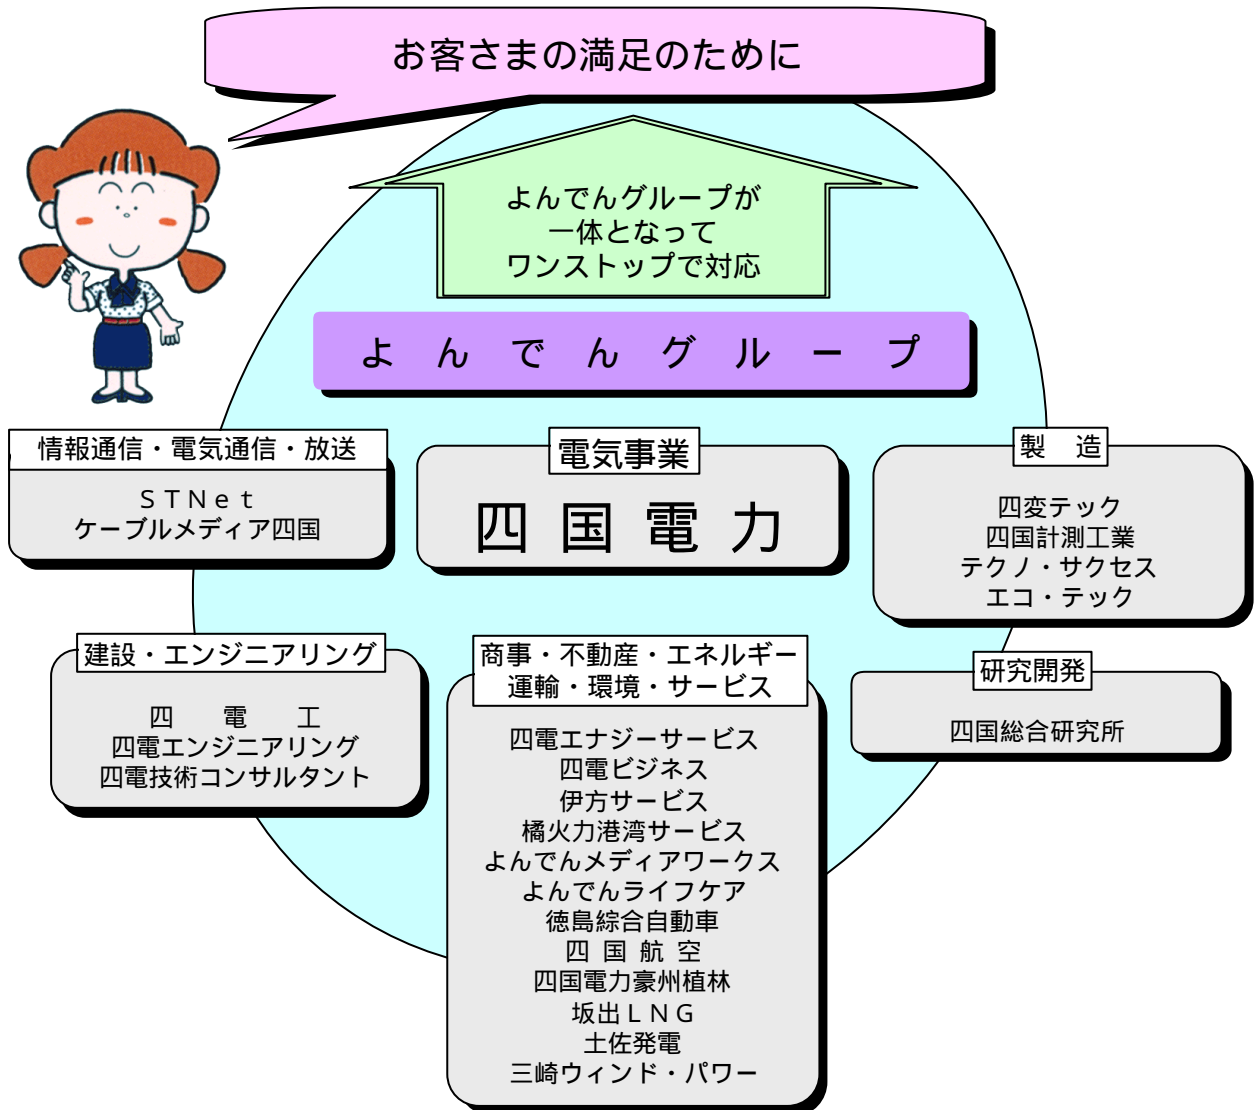 お客さまの満足のために
よんでんグループが
一体となって
ワンストップで対応
よんでんグループ
情報通信・電気通信・放送
ＳＴＮｅｔ
ケーブルメディア四国
電気事業
四国電力
製　造
四変テック
四国計測工業
テクノ・サクセス
エコ・テック
建設・エンジニアリング
四　電　工
四電エンジニアリング
四電技術コンサルタント
商事・不動産・エネルギー
運輸・環境・サービス
四電エナジーサービス
四電ビジネス
伊方サービス
橘火力港湾サービス
よんでんメディアワークス
よんでんライフケア
徳島綜合自動車
四国航空
四国電力豪州植林
坂出ＬＮＧ
土佐発電
三崎ウィンド・パワー
研究開発
四国総合研究所